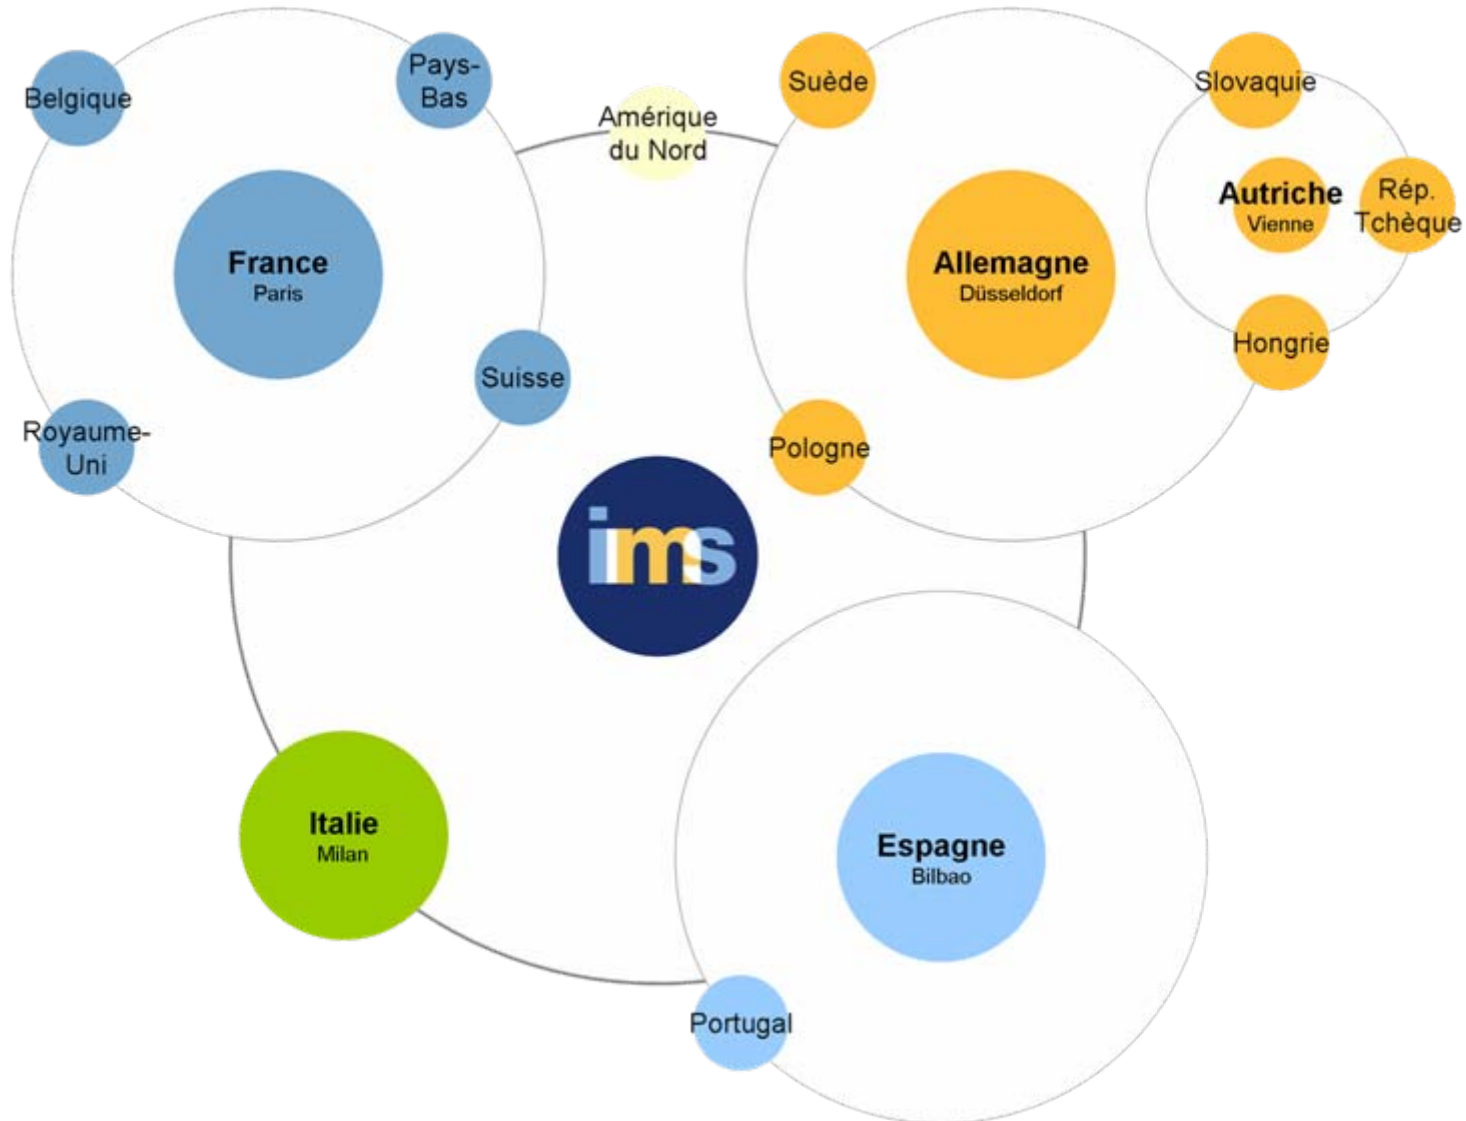 Belgique
Pays-
Bas
France
Paris
Suisse
Royaume-
Uni
Amérique
du Nord
Suède
Allemagne
Düsseldorf
Pologne
Slovaquie
Autriche
Vienne
Rép.
Tchèque
Hongrie
ims
Italie
Milan
Espagne
Bilbao
Portugal